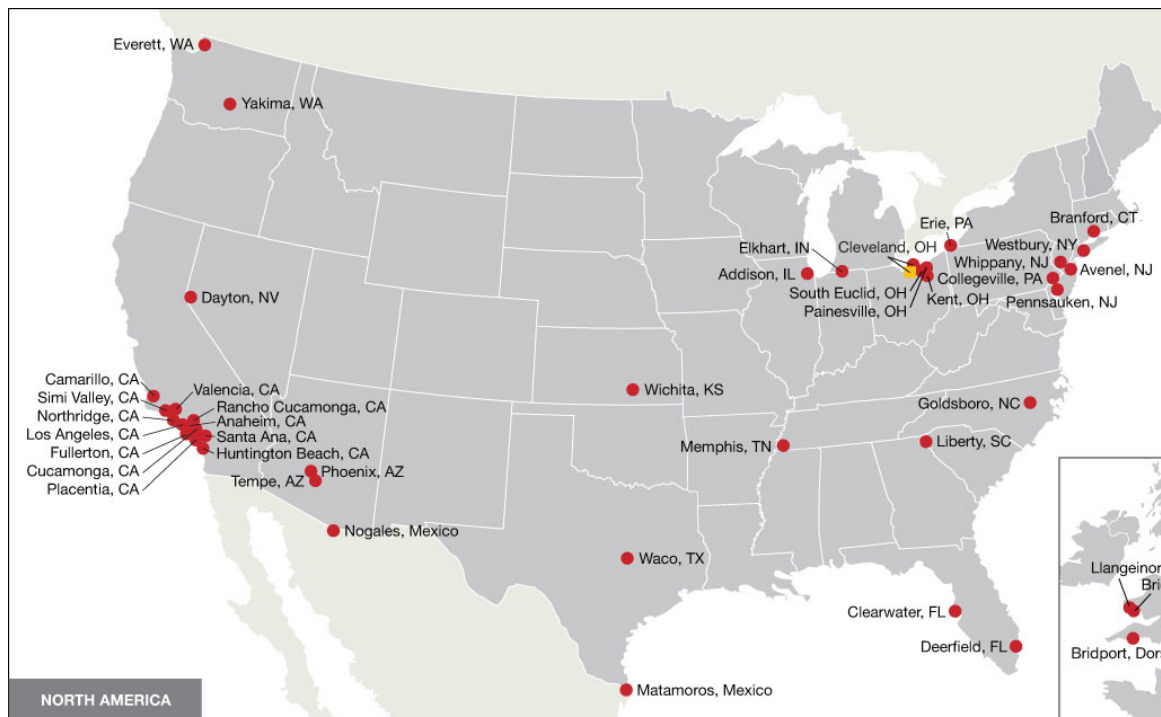 Everett, WA
Yakima, WA
Erie, PA
Branford, CT
Cleveland, OH
Westbury, NY
Elkhart, IN
Whippany, NJ
Avenel, NJ
Addison, IL
Collegeville, PA
South Euclid, OH
Kent, OH
Pennsauken, NJ
Painesville, OH
Dayton, NV
Camarillo, CA
Valencia, CA
Simi Valley, CA
Rancho Cucamonga, CA
Northridge, CA
Anaheim, CA
Los Angeles, CA
Santa Ana, CA
Fullerton, CA
Huntington Beach, CA
Cucamonga, CA
Placentia, CA
Wichita, KS
Goldsboro, NC
Memphis, TN
Liberty, SC
Phoenix, AZ
Tempe, AZ
Nogales, Mexico
Waco, TX
Clearwater, FL
Deerfield, FL
Matamoros, Mexico
Llangeinor
Bri
Bridport, Dors
NORTH AMERICA